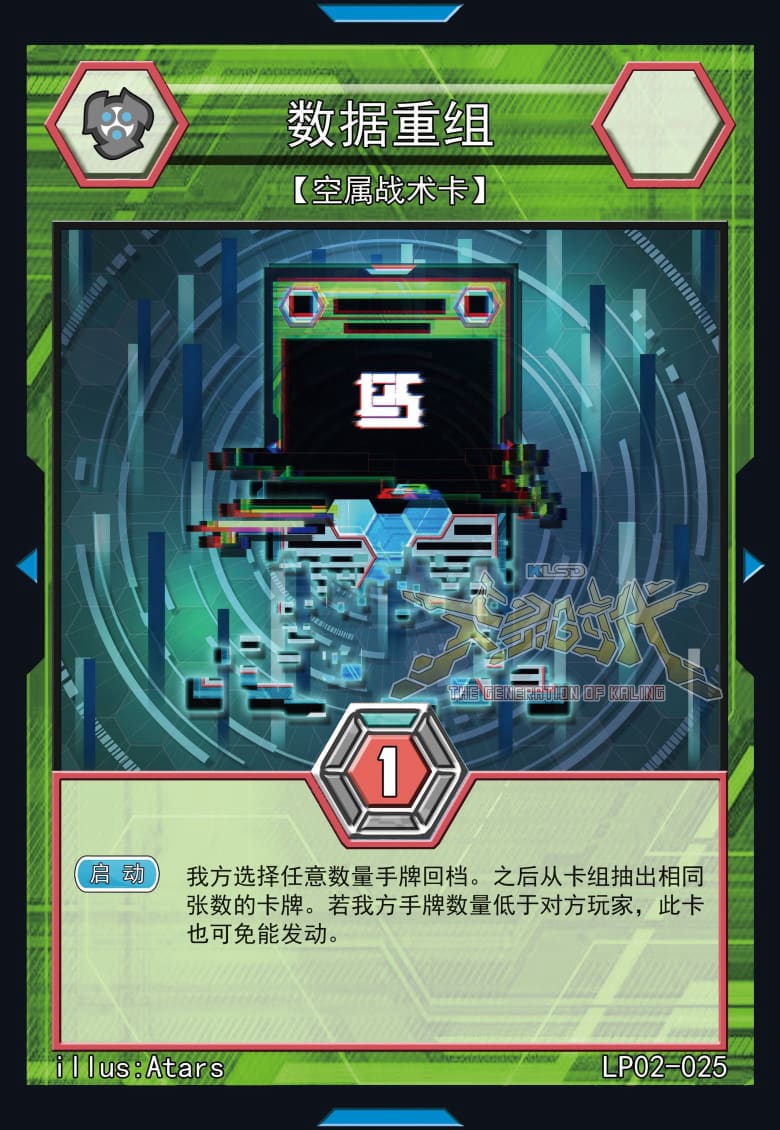 数据重组
【空属战术卡】
KLSD
THE GENERATION OF KALING
1
启动
我方选择任意数量手牌回档。之后从卡组抽出相同
张数的卡牌。若我方手牌数量低于对方玩家，此卡
也可免能发动。
illus:Atars
LP02-025